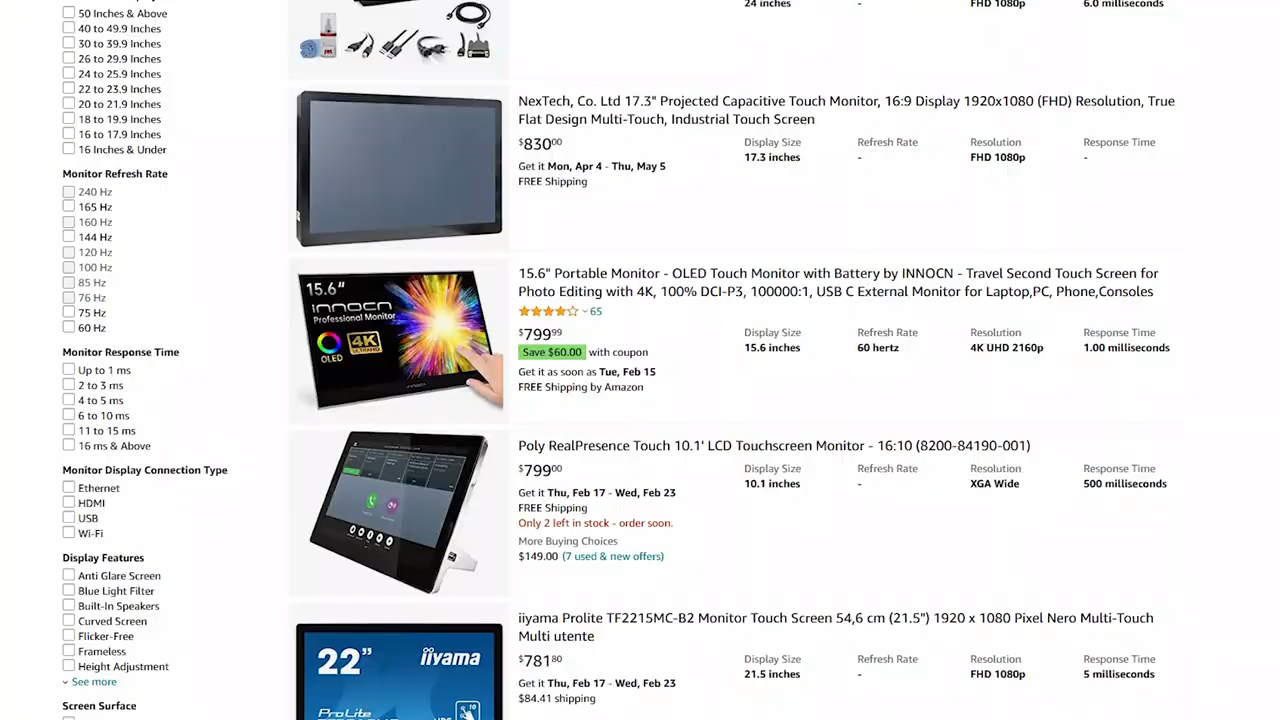 50 Inches & Above
40 to 49.9 Inches
30 to 39.9 Inches
26 to 29.9 Inches
24 to 25.9 Inches
22 to 23.9 Inches
20 to 21.9 Inches
18 to 19.9 Inches
16 to 17.9 Inches
16 Inches & Under
Monitor Refresh Rate
240 Hz
165 Hz
160 Hz
144 Hz
120 Hz
100 Hz
85 Hz
76 Hz
75 Hz
60 Hz
Monitor Response Time
Up to 1 ms
2 to 3 ms
4 to 5 ms
6 to 10 ms
11 to 15 ms
16 ms & Above
Monitor Display Connection Type
Ethernet
HDMI
USB
Wi-Fi
Display Features
Anti Glare Screen
Blue Light Filter
Built-In Speakers
Curved Screen
Flicker-Free
Frameless
Height Adjustment
See more
Screen Surface
24 inches - FHD 1080p 6.0 milliseconds
NexTech, Co. Ltd 17.3" Projected Capacitive Touch Monitor, 16:9 Display 1920x1080 (FHD) Resolution, True
Flat Design Multi-Touch, Industrial Touch Screen
$83000
Get it Mon, Apr 4 - Thu, May 5
FREE Shipping
Display Size Refresh Rate Resolution Response Time
17.3 inches - FHD 1080p -
15.6"
INNOCN
Professional Monitor
OLED
4K
15.6" Portable Monitor - OLED Touch Monitor with Battery by INNOCN - Travel Second Touch Screen for
Photo Editing with 4K, 100% DCI-P3, 100000:1, USB C External Monitor for Laptop,PC, Phone,Consoles
65
$79999
Save $60.00 with coupon
Get it as soon as Tue, Feb 15
FREE Shipping by Amazon
Display Size Refresh Rate Resolution Response Time
15.6 inches 60 hertz 4K UHD 2160p 1.00 milliseconds
Poly RealPresence Touch 10.1' LCD Touchscreen Monitor - 16:10 (8200-84190-001)
$79900
Get it Thu, Feb 17 - Wed, Feb 23
FREE Shipping
Only 2 left in stock - order soon.
More Buying Choices
$149.00 (7 used & new offers)
Display Size Refresh Rate Resolution Response Time
10.1 inches - XGA Wide 500 milliseconds
22"
iiyama
ProLite
iiyama Prolite TF2215MC-B2 Monitor Touch Screen 54,6 cm (21.5") 1920 x 1080 Pixel Nero Multi-Touch
Multi utente
$78180
Get it Thu, Feb 17 - Wed, Feb 23
$84.41 shipping
Display Size Refresh Rate Resolution Response Time
21.5 inches - FHD 1080p 5 milliseconds